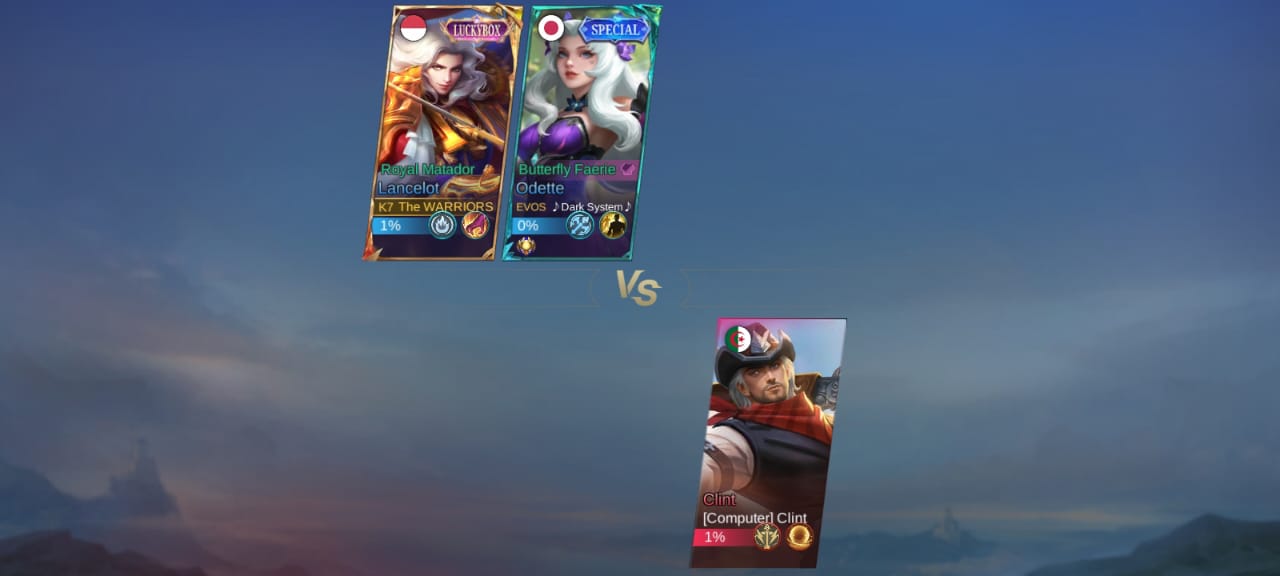 LUCKYBOX
Royal Matador
Lancelot
K7 The WARRIORS
1%
SPECIAL
Butterfly Faerie
Odette
EVOS ♪Dark System♪
0%
VS
Clint
[Computer] Clint
1%